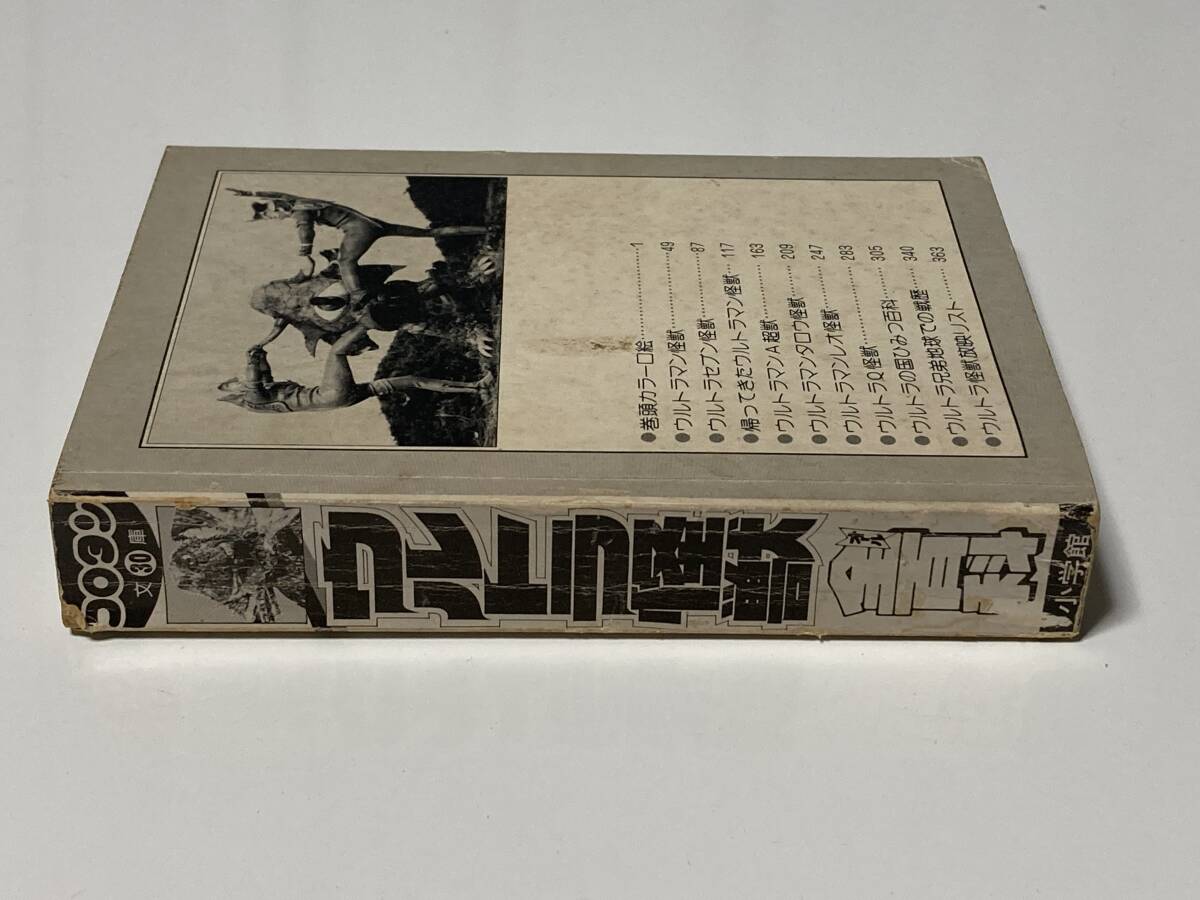 ●巻頭カラー口絵……………………1
●ウルトラマン怪獣………………49
●ウルトラセブン怪獣……………87
●帰ってきたウルトラマン怪獣…117
●ウルトラマンA超獣……………163
●ウルトラマンタロウ怪獣………209
●ウルトラマンレオ怪獣…………247
●ウルトラQ怪獣…………………283
●ウルトラの国ひみつ百科………305
●ウルトラ兄弟地球での戦歴……340
●ウルトラ怪獣放映リスト………363
コロタン
文30庫
ウルトラ怪獣
オール
全百科
小学館